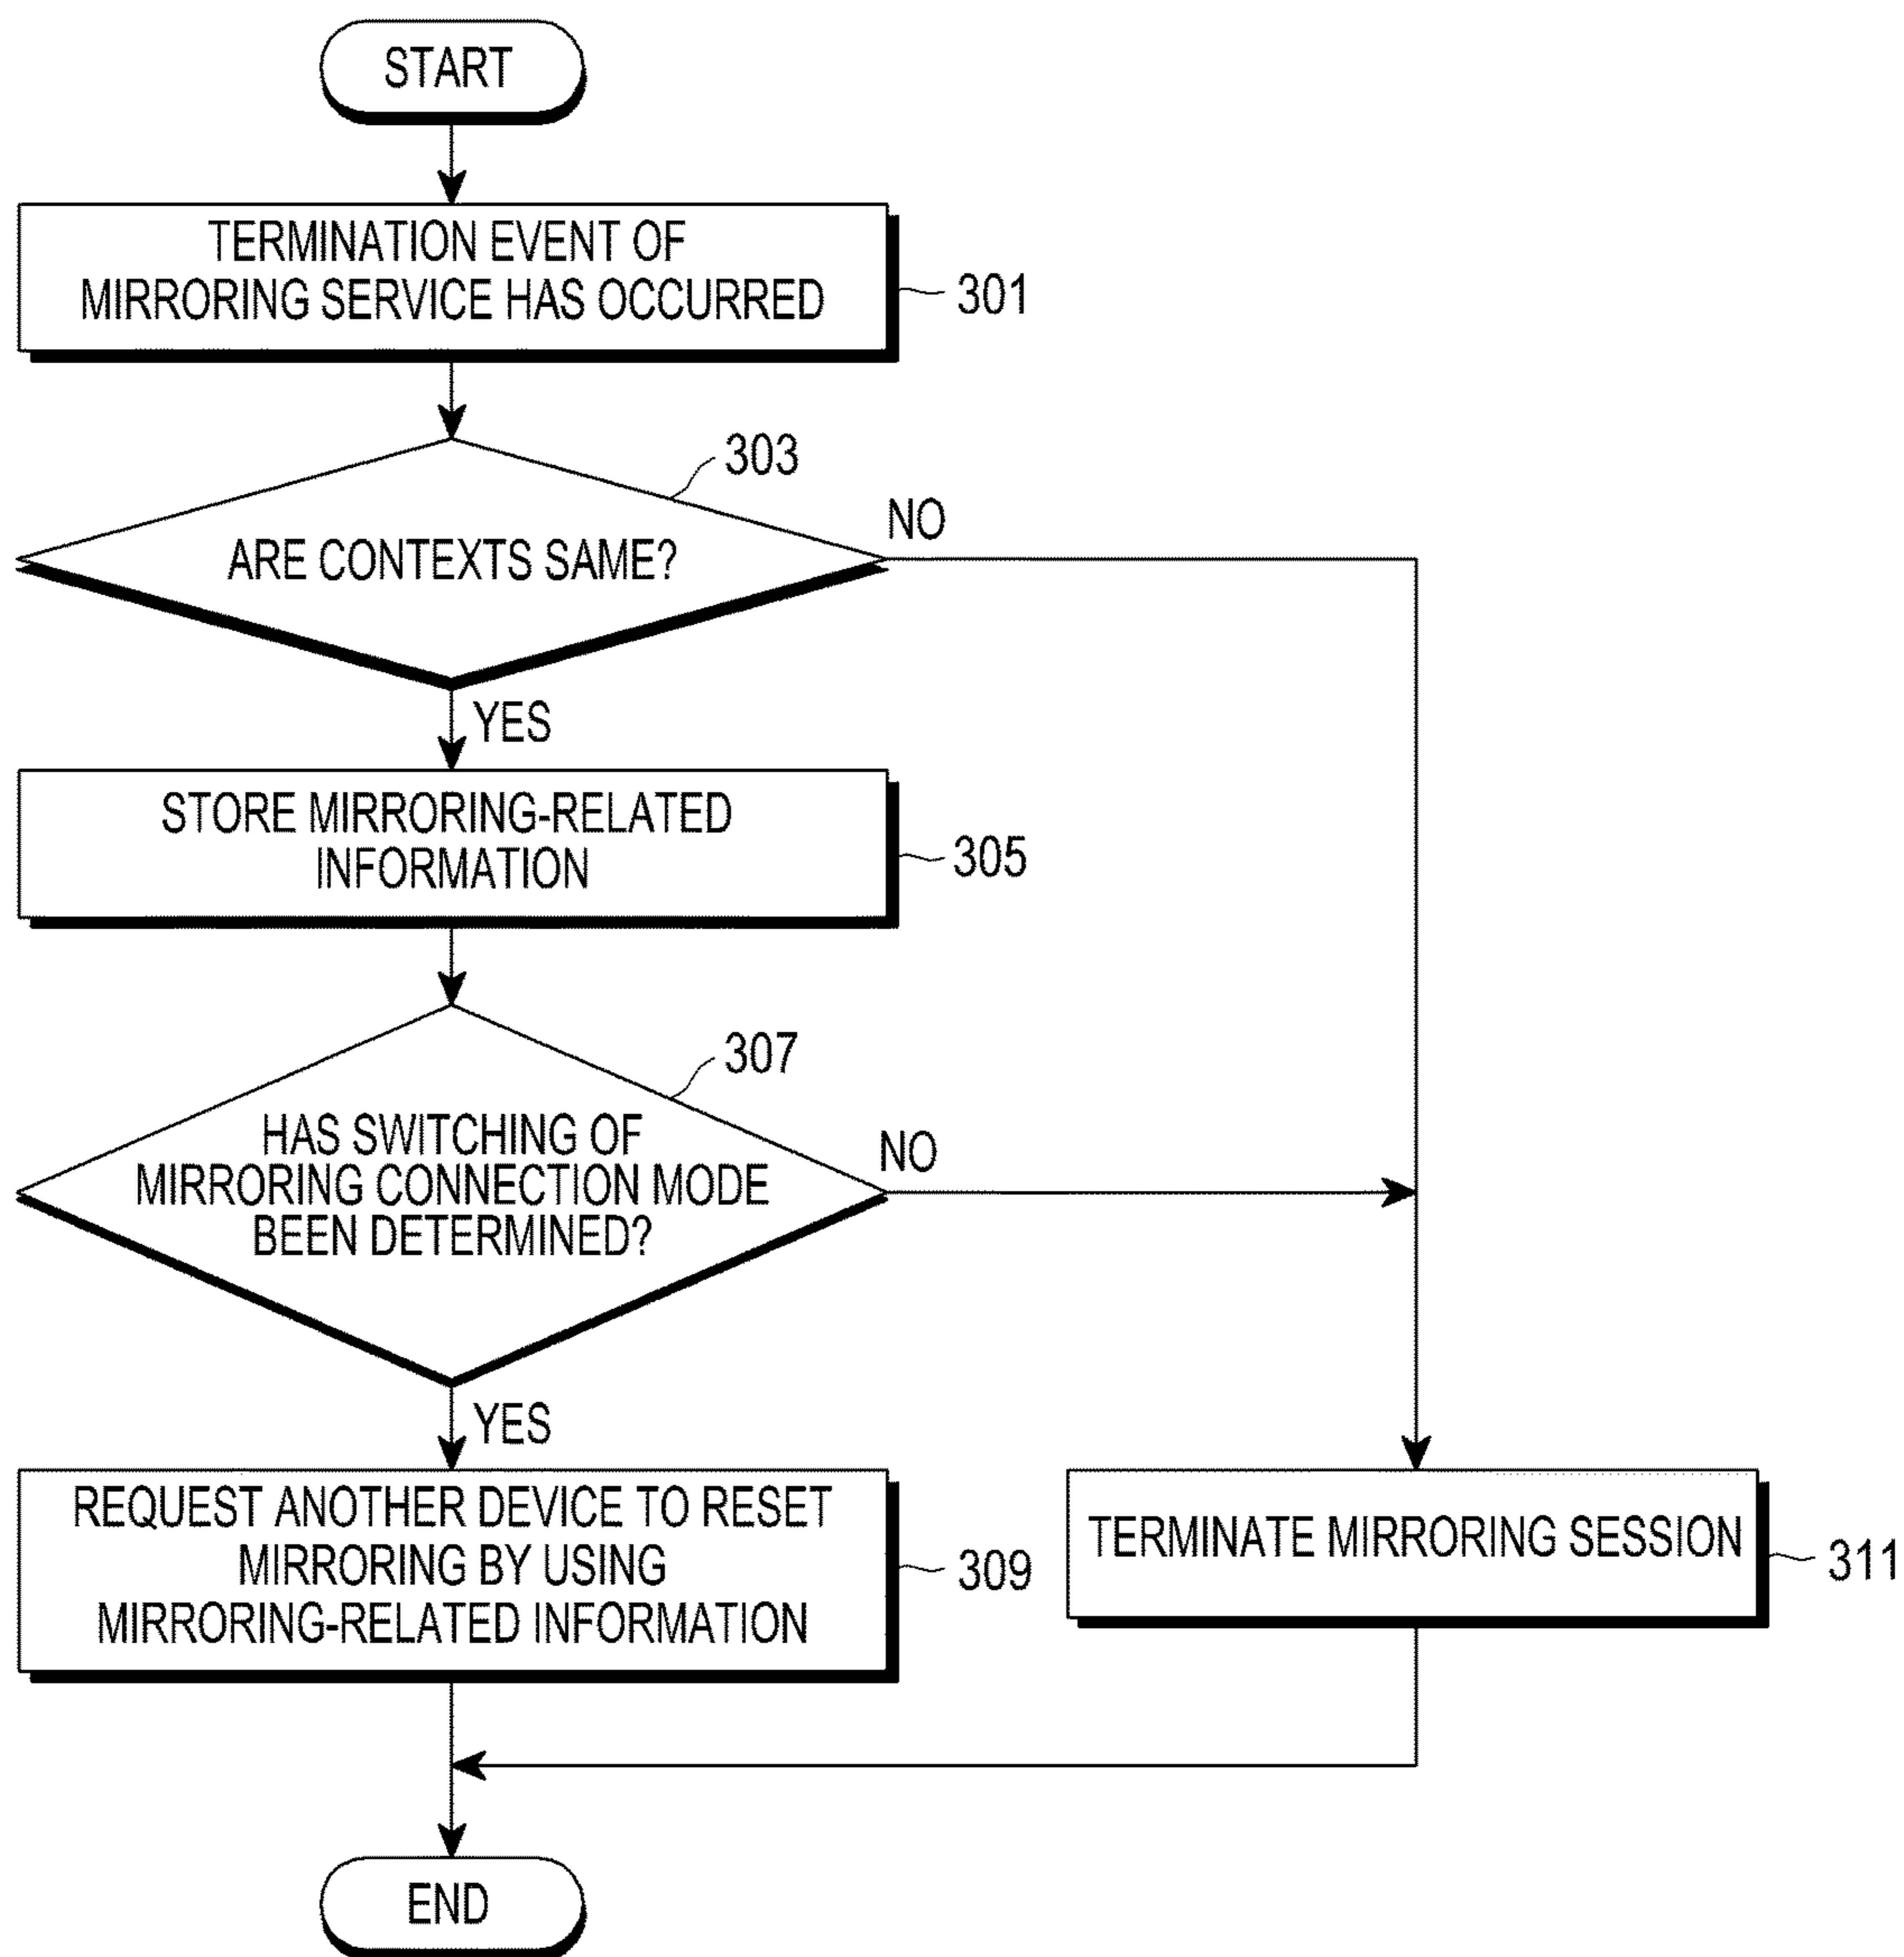 START
TERMINATION EVENT OF
MIRRORING SERVICE HAS OCCURRED
301
303
ARE CONTEXTS SAME?
NO
YES
STORE MIRRORING-RELATED
INFORMATION
305
307
HAS SWITCHING OF
MIRRORING CONNECTION MODE
BEEN DETERMINED?
NO
YES
REQUEST ANOTHER DEVICE TO RESET
MIRRORING BY USING
MIRRORING-RELATED INFORMATION
309
TERMINATE MIRRORING SESSION
311
END